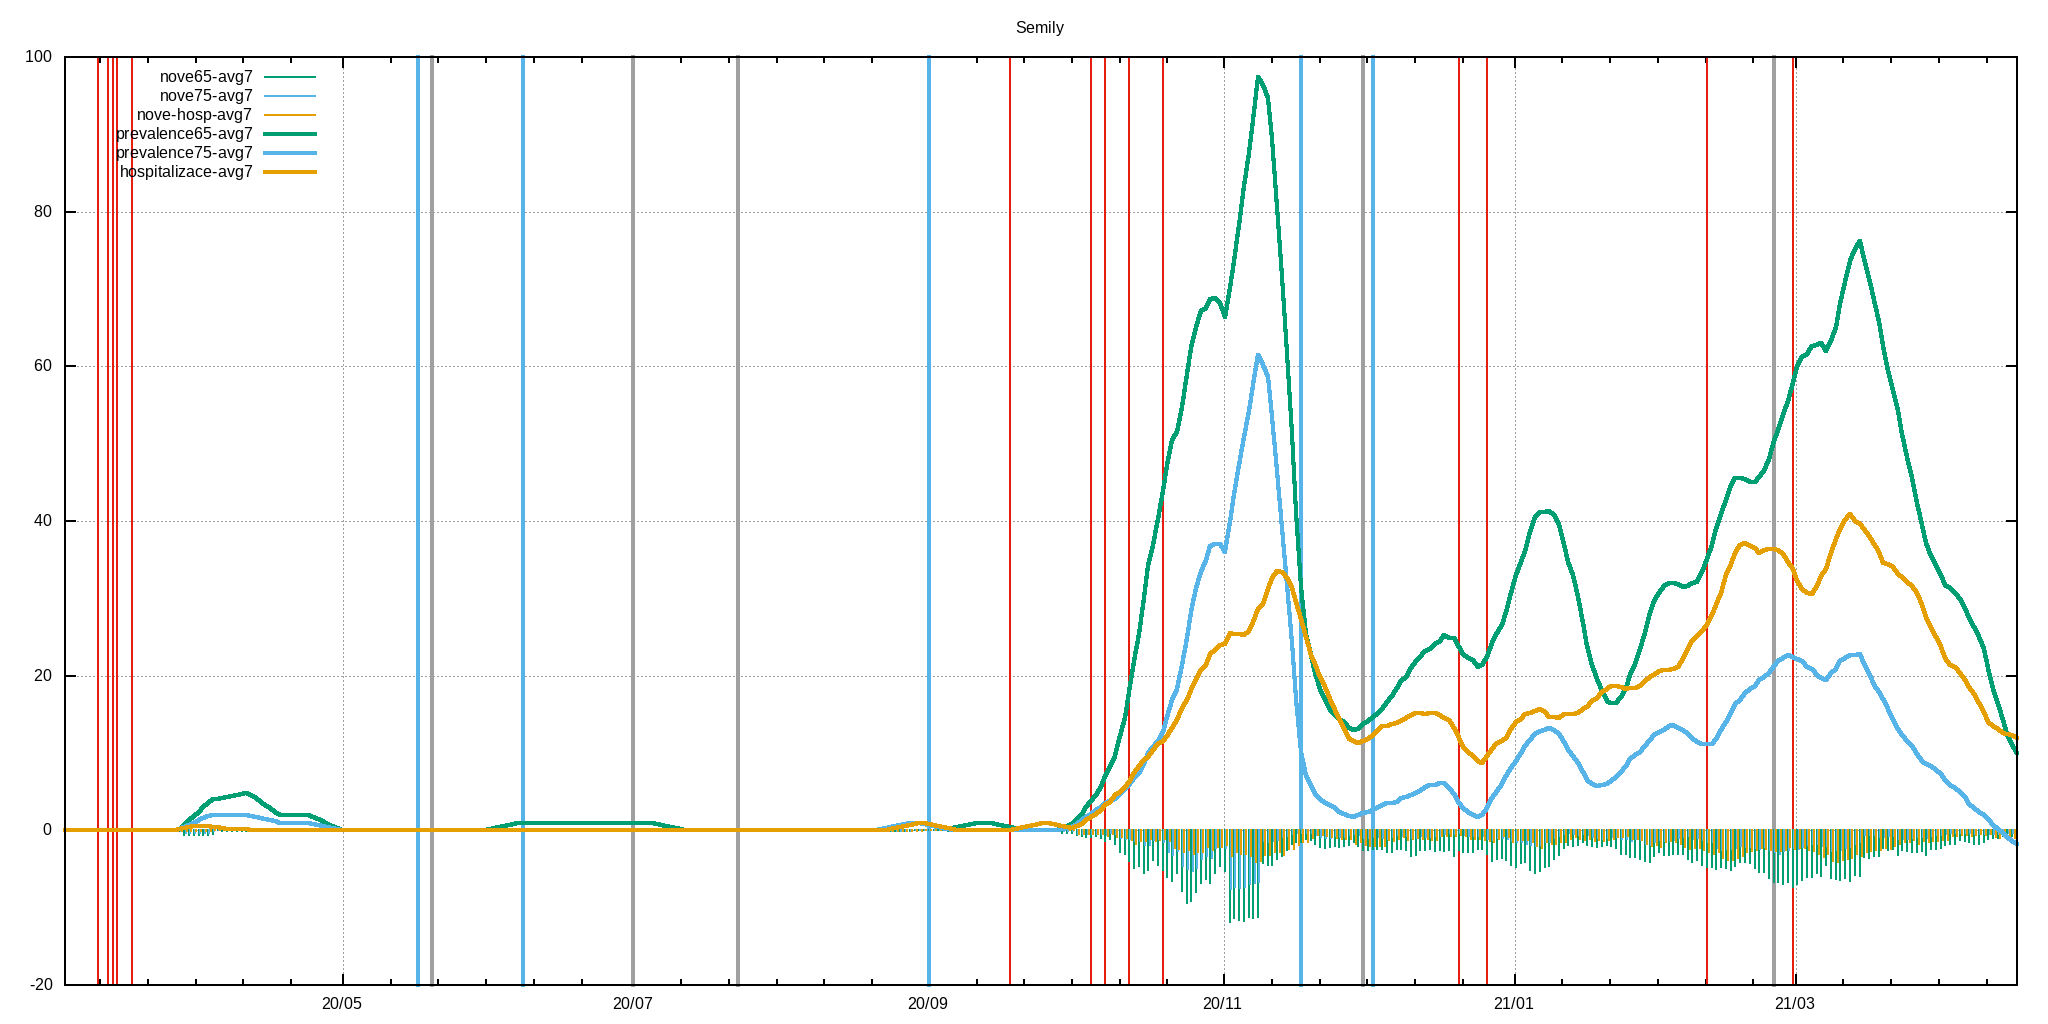 Semily
100
nove65-avg7
nove75-avg7
nove-hosp-avg7
prevalence65-avg7
prevalence75-avg7
hospitalizace-avg7
80
60
40
20
0
-20
20/05 20/07 20/09 20/11 21/01 21/03